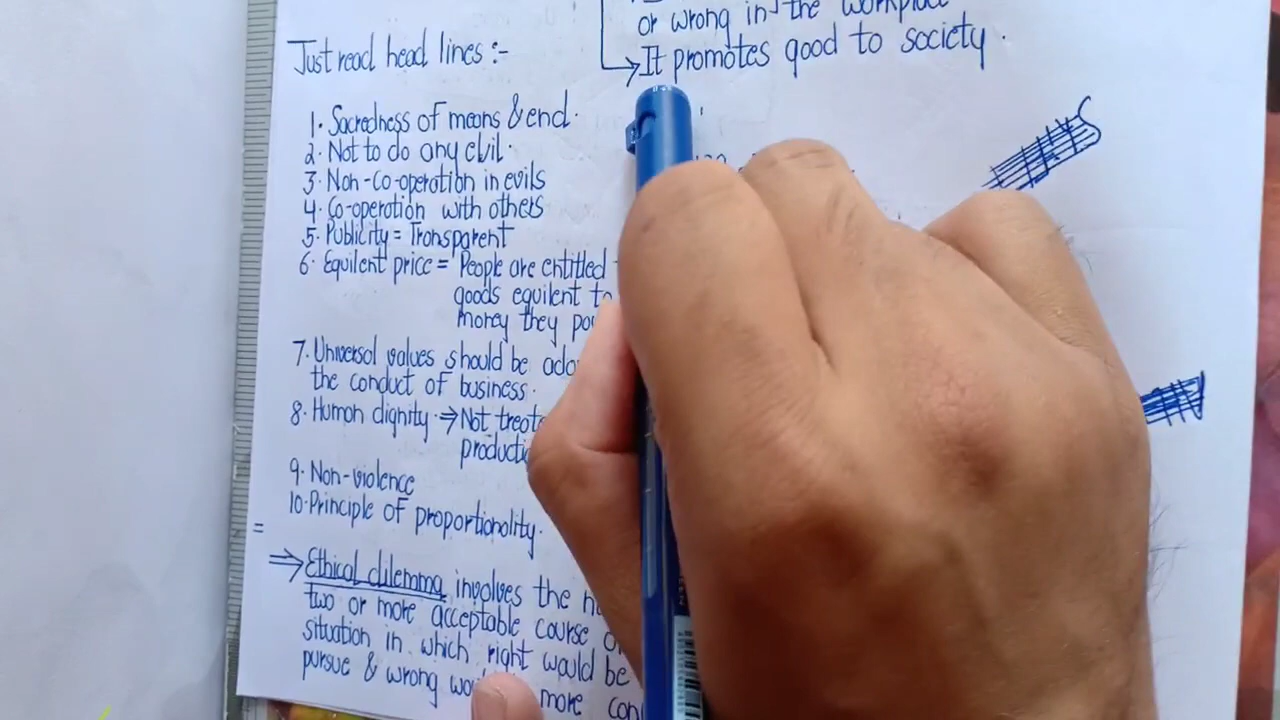 or wrong in the workplace
Just read head lines :-
→ It promotes good to society.
1. Sacredness of means & end.
2. Not to do any evil.
3. Non-Co-operation in evils
4. Co-operation with others
5. Publicity = Transparent
6. Equilent price = People are entitled
goods equilent to
money they
7. Universal values should be
the conduct of business.
8. Human dignity ⇒ Not
9. Non-violence
10. Principle of proportionality.
=
⇒ Ethical dilemma involves the
two or more acceptable course
situation in which right would be
pursue & wrong more